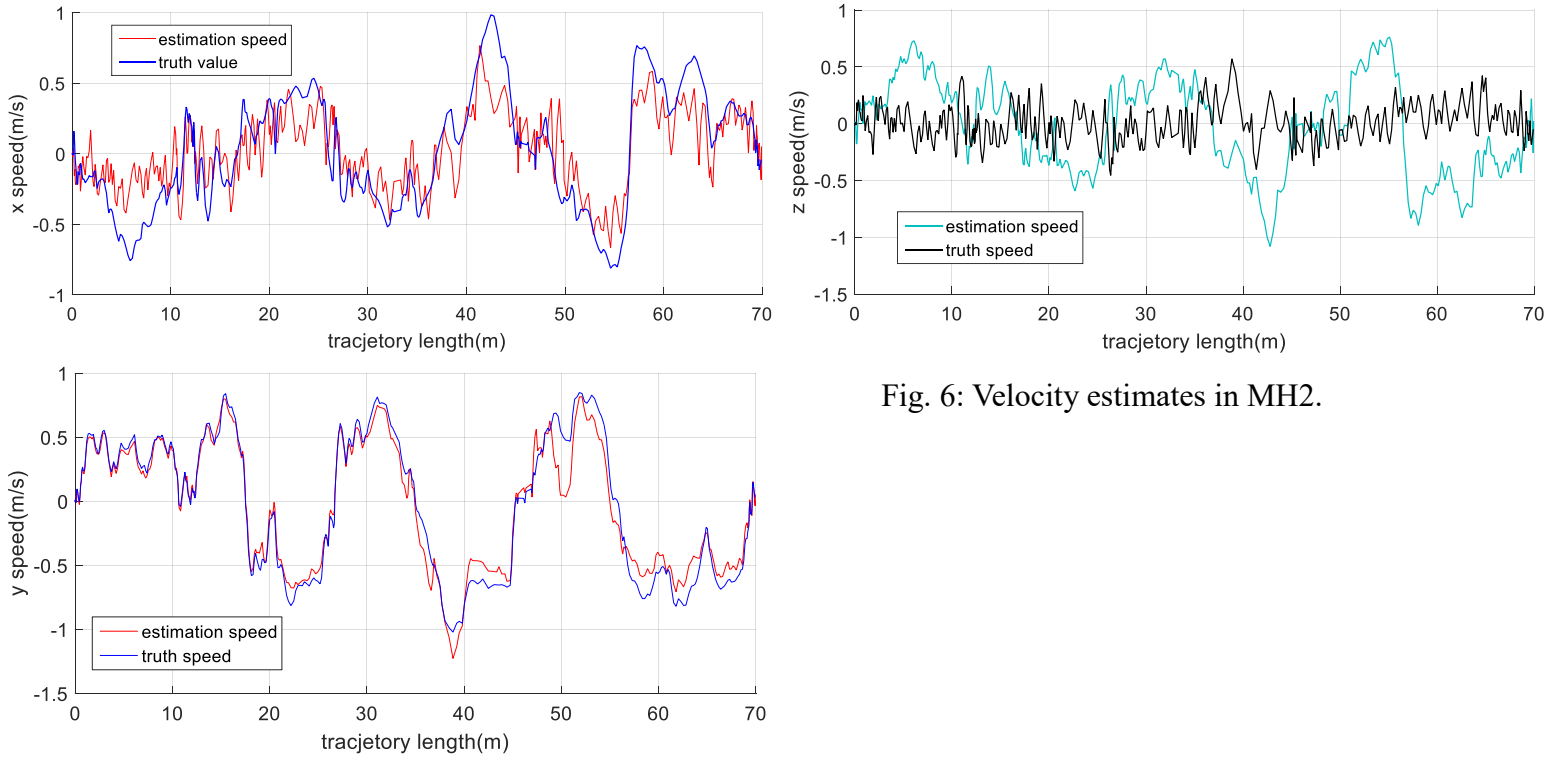 1
0.5
0
-0.5
-1
x speed(m/s)
estimation speed
truth value
0 10 20 30 40 50 60 70
tracjetory length(m)
1
0.5
0
-0.5
-1
-1.5
z speed(m/s)
estimation speed
truth speed
0 10 20 30 40 50 60 70
tracjetory length(m)
1
0.5
0
-0.5
-1
-1.5
y speed(m/s)
estimation speed
truth speed
0 10 20 30 40 50 60 70
tracjetory length(m)
Fig. 6: Velocity estimates in MH2.